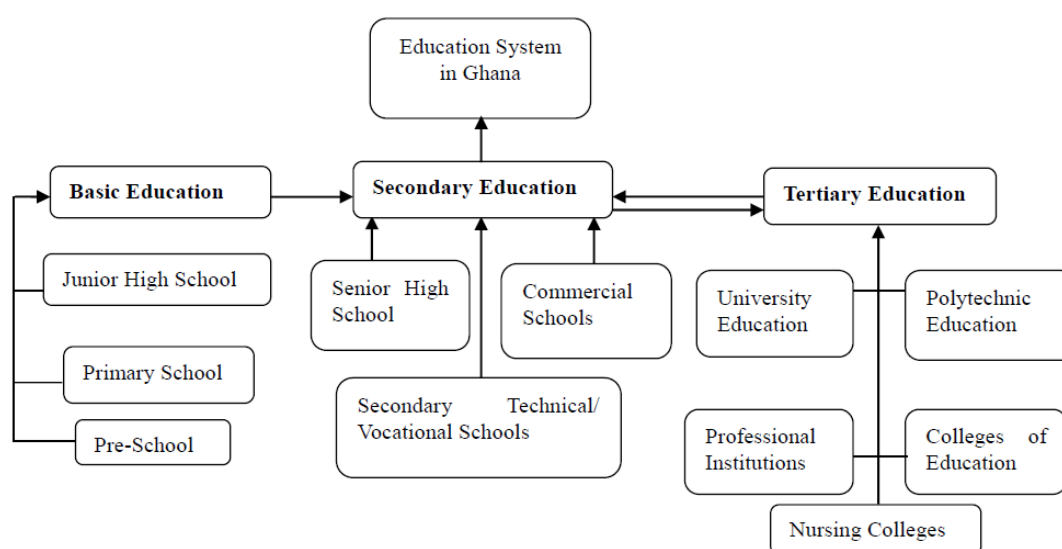 Education System
in Ghana
Basic Education
Secondary Education
Tertiary Education
Junior High School
Primary School
Pre-School
Senior High
School
Commercial
Schools
Secondary Technical/
Vocational Schools
University
Education
Polytechnic
Education
Professional
Institutions
Colleges of
Education
Nursing Colleges